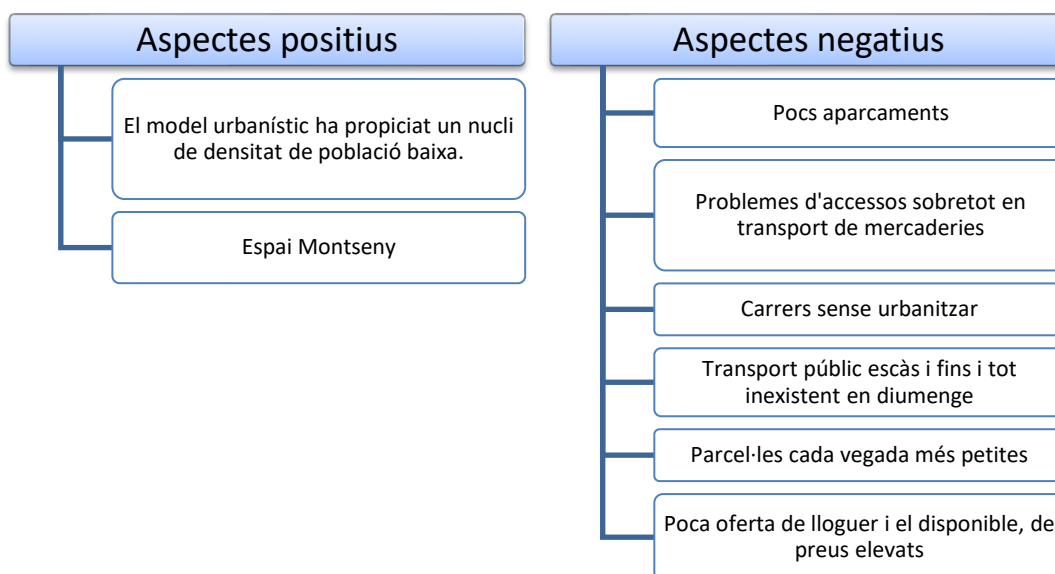 Aspectes positius
El model urbanístic ha propiciat un nucli
de densitat de població baixa.
Espai Montseny
Aspectes negatius
Pocs aparcaments
Problemes d'accessos sobretot en
transport de mercaderies
Carrers sense urbanitzar
Transport públic escàs i fins i tot
inexistent en diumenge
Parcel·les cada vegada més petites
Poca oferta de lloguer i el disponible, de
preus elevats